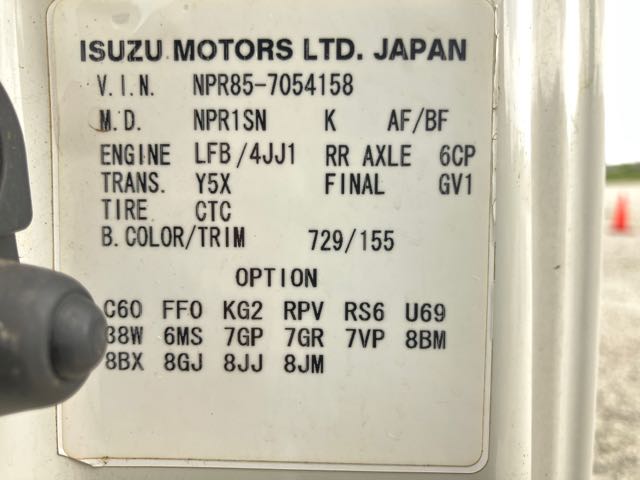 ISUZU MOTORS LTD. JAPAN
V.I.N. NPR85-7054158
M.D. NPR1SN K AF/BF
ENGINE LFB/4JJ1 RR AXLE 6CP
TRANS. Y5X FINAL GV1
TIRE CTC
B.COLOR/TRIM 729/155
OPTION
C60 FF0 KG2 RPV RS6 U69
38W 6MS 7GP 7GR 7VP 8BM
8BX 8GJ 8JJ 8JM